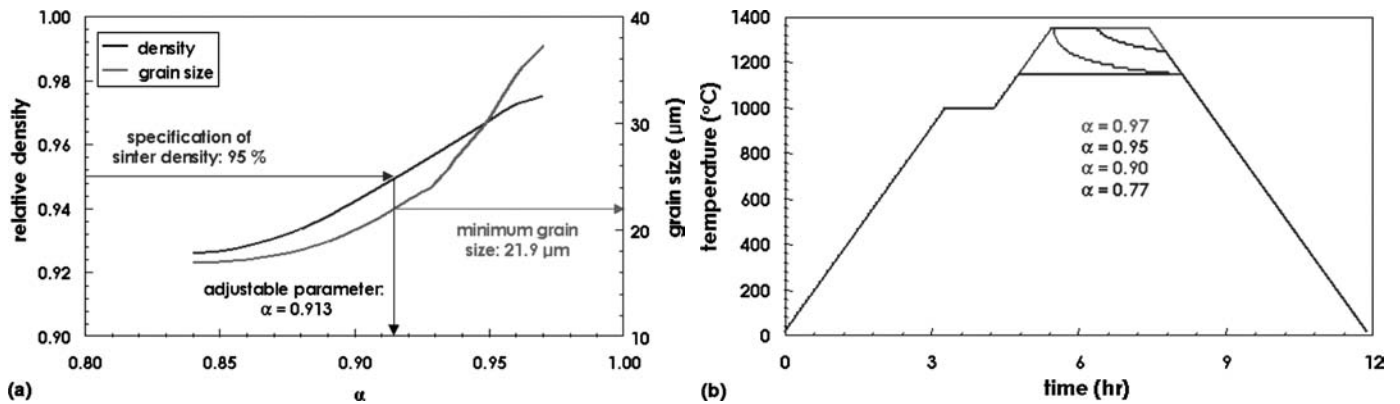 1.00
0.98
0.96
0.94
0.92
0.90
relative density
density
grain size
specification of
sinter density: 95 %
minimum grain
size: 21.9 µm
adjustable parameter:
α = 0.913
40
30
20
10
grain size (µm)
0.80
0.85
0.90
0.95
1.00
α
(a)
1400
1200
1000
800
600
400
200
0
temperature (°C)
α = 0.97
α = 0.95
α = 0.90
α = 0.77
0
3
6
9
12
time (hr)
(b)